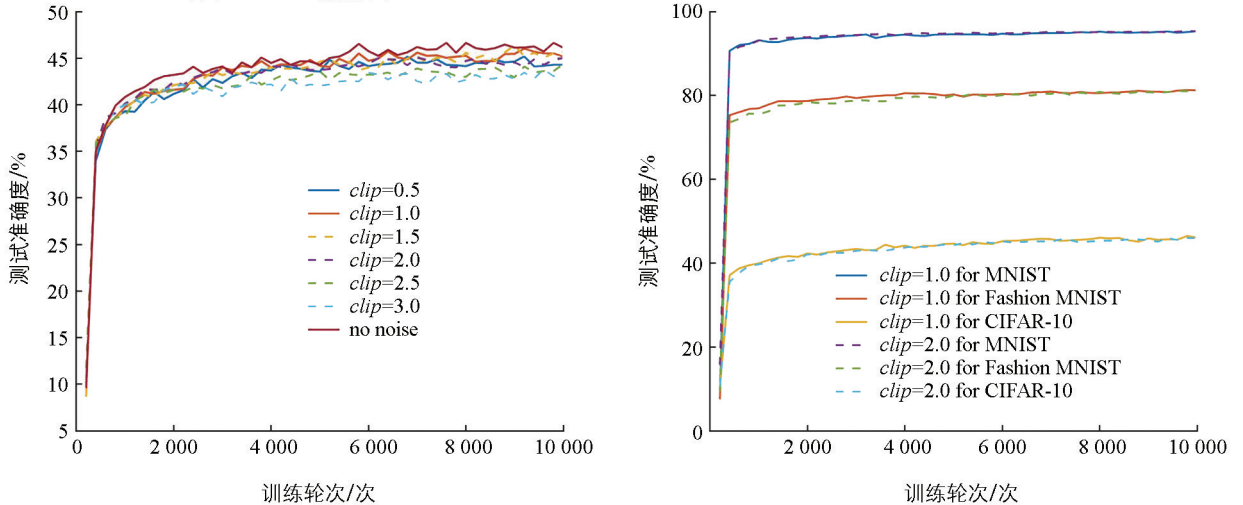 50
45
40
35
30
25
20
15
10
5
测试准确度/%
clip=0.5
clip=1.0
clip=1.5
clip=2.0
clip=2.5
clip=3.0
no noise
0 2 000 4 000 6 000 8 000 10 000
训练轮次/次
100
80
60
40
20
0
测试准确度/%
clip=1.0 for MNIST
clip=1.0 for Fashion MNIST
clip=1.0 for CIFAR-10
clip=2.0 for MNIST
clip=2.0 for Fashion MNIST
clip=2.0 for CIFAR-10
2 000 4 000 6 000 8 000 10 000
训练轮次/次